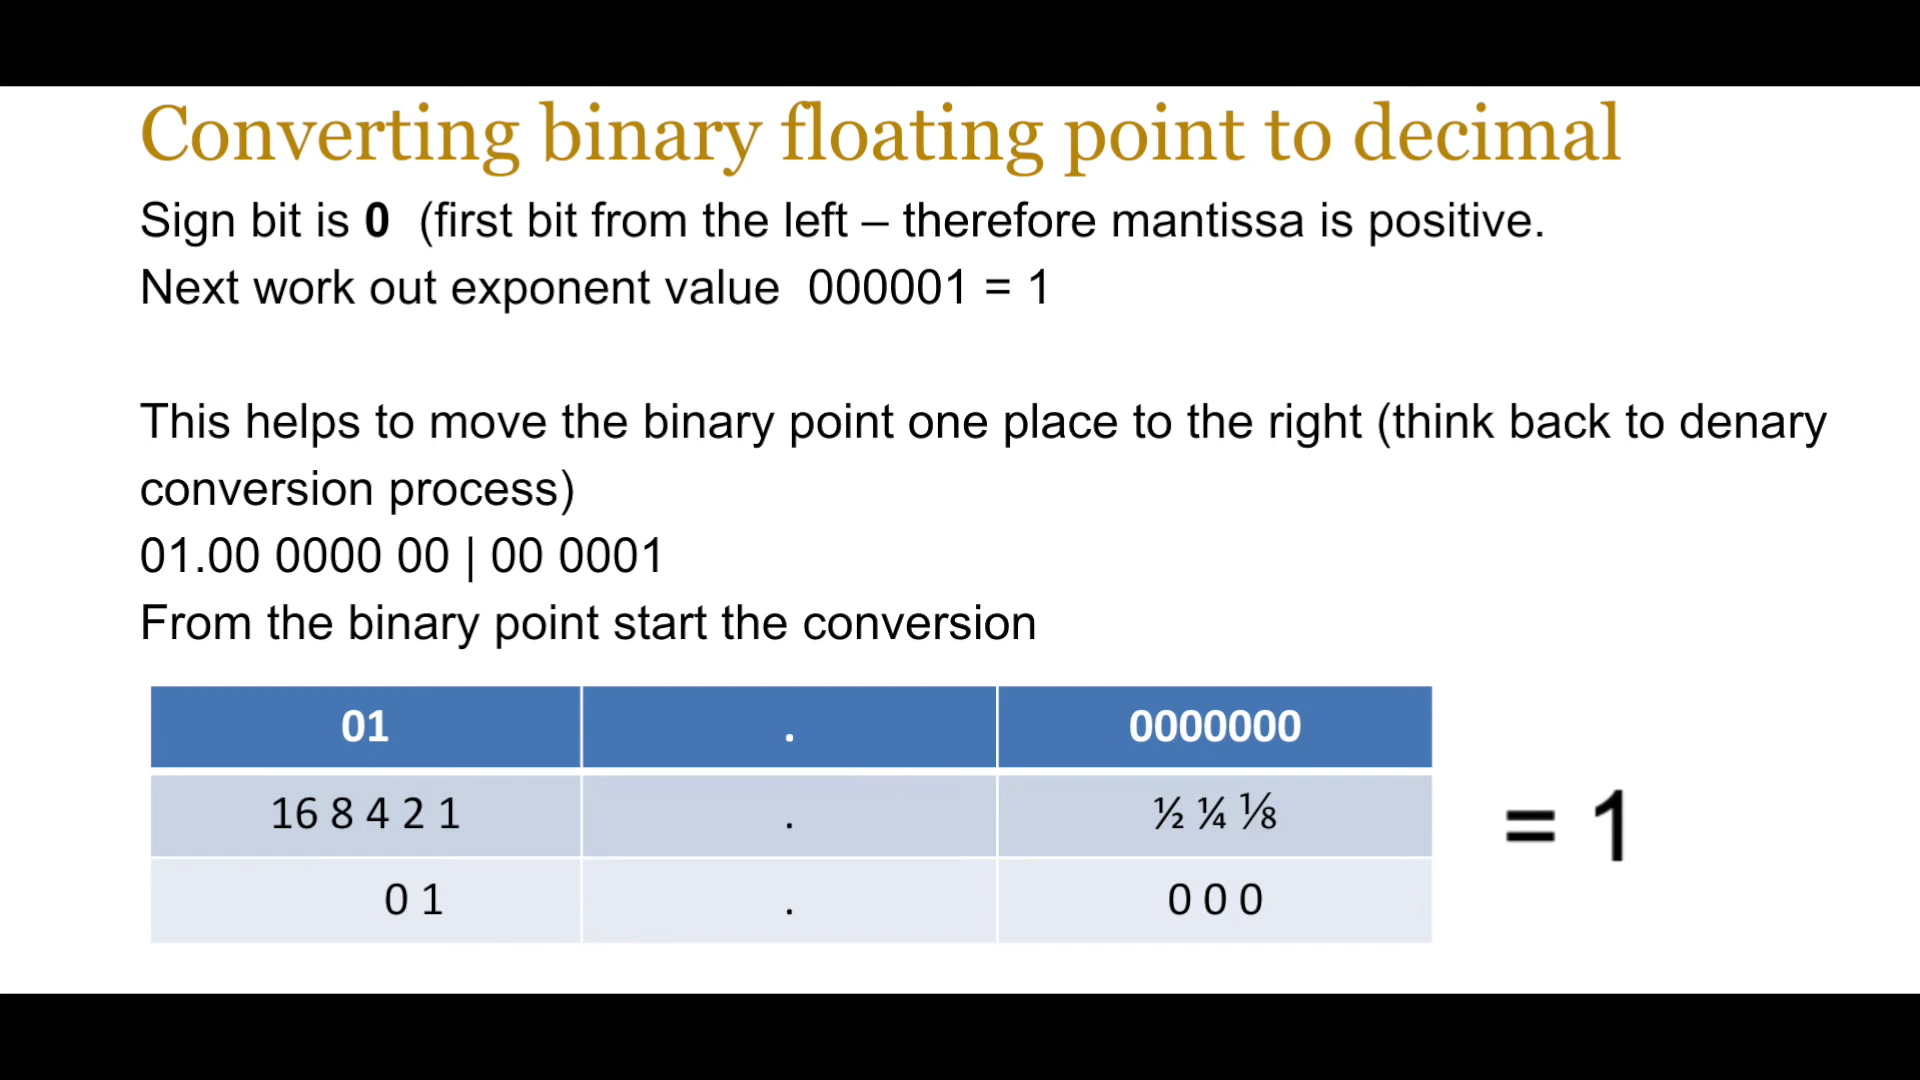 Converting binary floating point to decimal
Sign bit is 0 (first bit from the left – therefore mantissa is positive.
Next work out exponent value 000001 = 1
This helps to move the binary point one place to the right (think back to denary
conversion process)
01.00 0000 00 | 00 0001
From the binary point start the conversion
01 . 0000000
16 8 4 2 1 . ½ ¼ ⅛
= 1
0 1 . 0 0 0